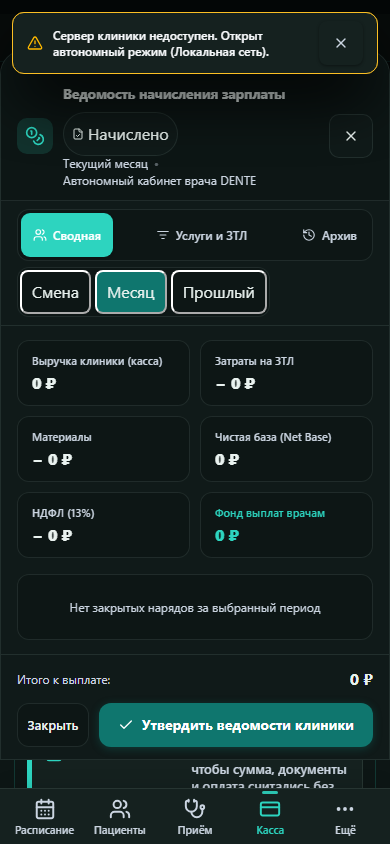 Сервер клиники недоступен. Открыт
автономный режим (Локальная сеть).
Ведомость начисления зарплаты
Начислено
Текущий месяц •
Автономный кабинет врача DENTE
Сводная
Услуги и ЗТЛ
Архив
Смена
Месяц
Прошлый
Выручка клиники (касса)
0 ₽
Затраты на ЗТЛ
– 0 ₽
Материалы
– 0 ₽
Чистая база (Net Base)
0 ₽
НДФЛ (13%)
– 0 ₽
Фонд выплат врачам
0 ₽
Нет закрытых нарядов за выбранный период
Итого к выплате:
0 ₽
Закрыть
Утвердить ведомости клиники
чтобы сумма, документы
и оплата считались без
Расписание
Пациенты
Приём
Касса
Ещё